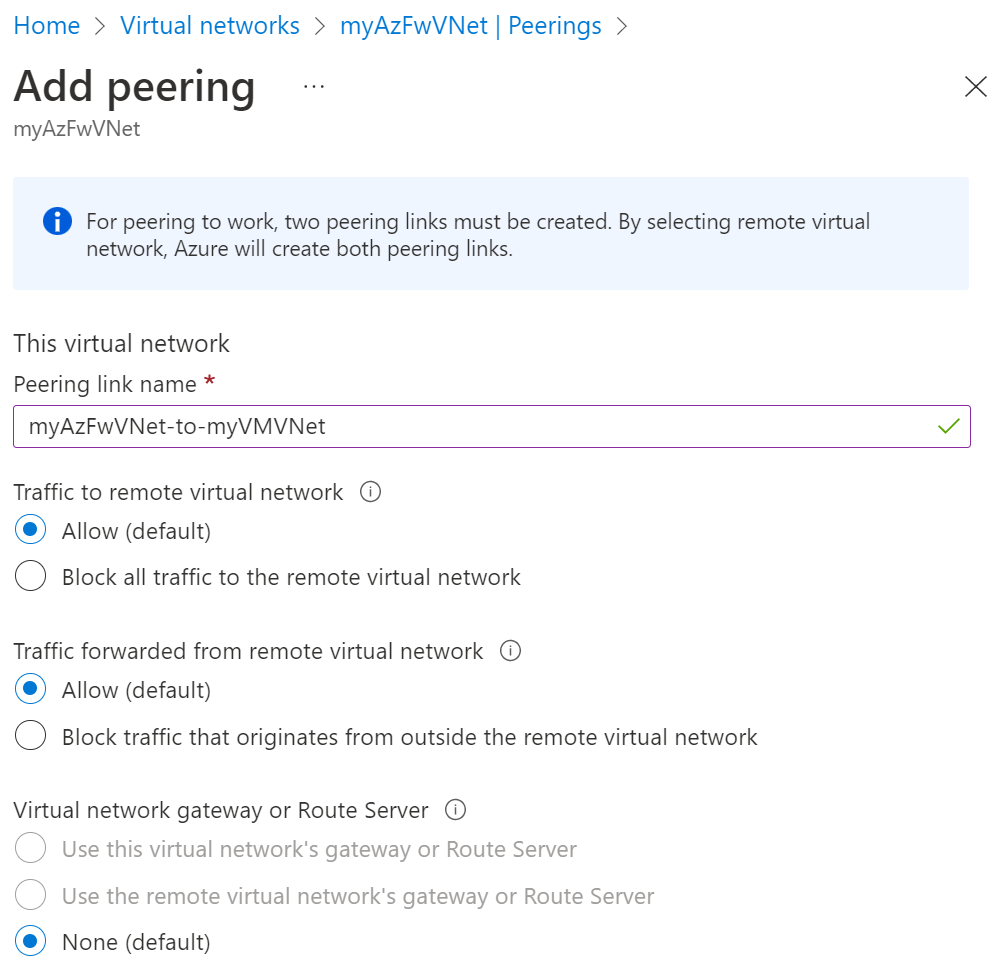 Home > Virtual networks > myAzFwVNet | Peerings >
Add peering ...
myAzFwVNet
For peering to work, two peering links must be created. By selecting remote virtual
network, Azure will create both peering links.
This virtual network
Peering link name *
myAzFwVNet-to-myVMVNet
Traffic to remote virtual network
Allow (default)
Block all traffic to the remote virtual network
Traffic forwarded from remote virtual network
Allow (default)
Block traffic that originates from outside the remote virtual network
Virtual network gateway or Route Server
Use this virtual network's gateway or Route Server
Use the remote virtual network's gateway or Route Server
None (default)